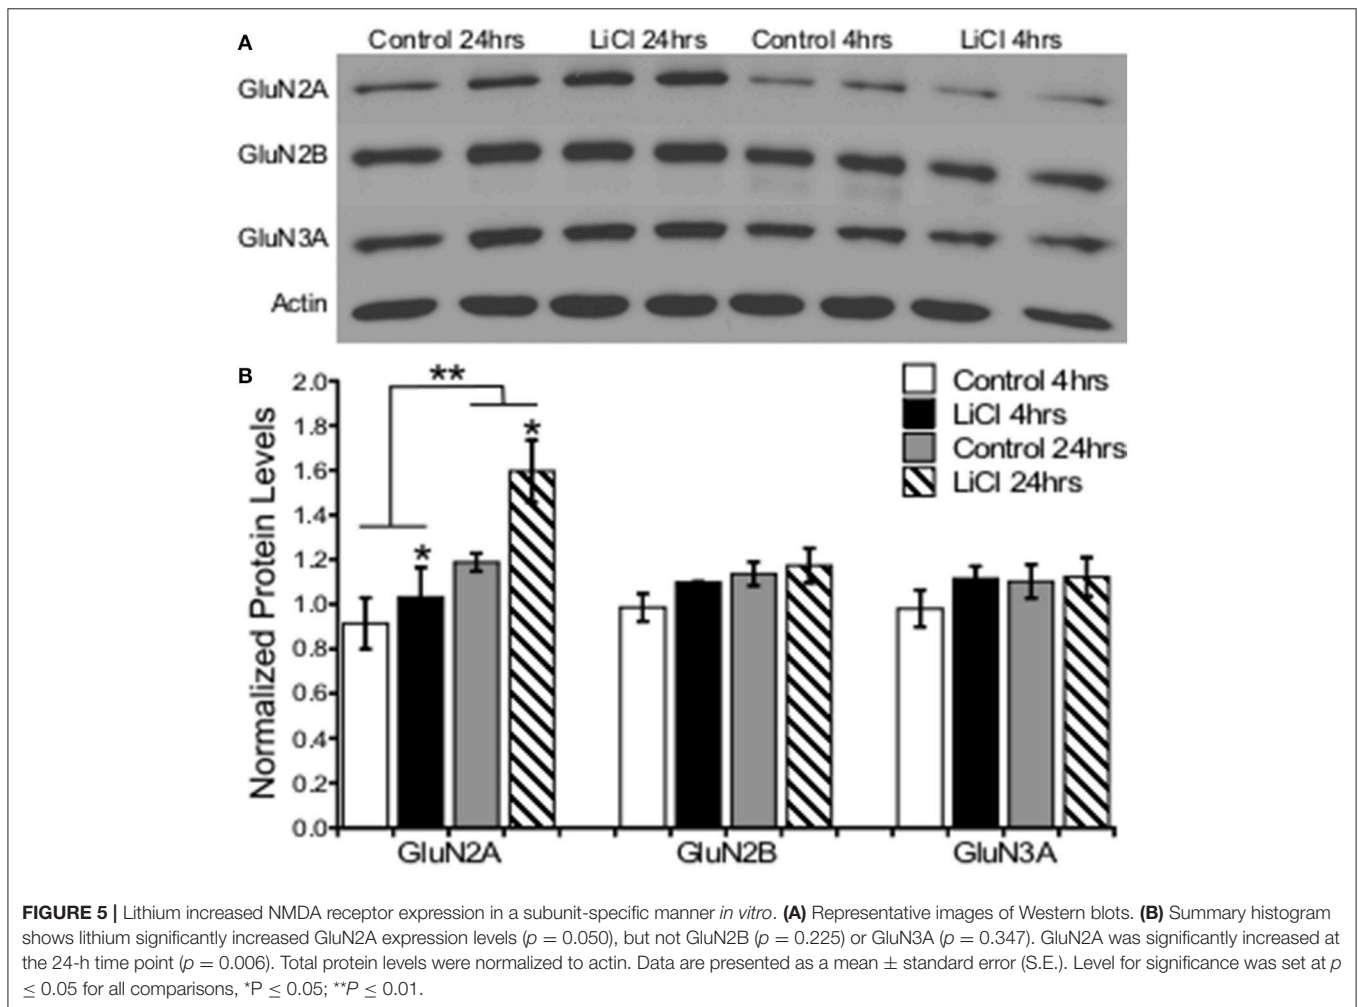 A
Control 24hrs LiCl 24hrs Control 4hrs LiCl 4hrs
GluN2A
GluN2B
GluN3A
Actin
B
**
*
*
Normalized Protein Levels
2.0
1.8
1.6
1.4
1.2
1.0
0.8
0.6
0.4
0.2
0.0
GluN2A GluN2B GluN3A
Control 4hrs
LiCl 4hrs
Control 24hrs
LiCl 24hrs
FIGURE 5 | Lithium increased NMDA receptor expression in a subunit-specific manner in vitro. (A) Representative images of Western blots. (B) Summary histogram
shows lithium significantly increased GluN2A expression levels (p = 0.050), but not GluN2B (p = 0.225) or GluN3A (p = 0.347). GluN2A was significantly increased at
the 24-h time point (p = 0.006). Total protein levels were normalized to actin. Data are presented as a mean ± standard error (S.E.). Level for significance was set at p
≤ 0.05 for all comparisons, *P ≤ 0.05; **P ≤ 0.01.